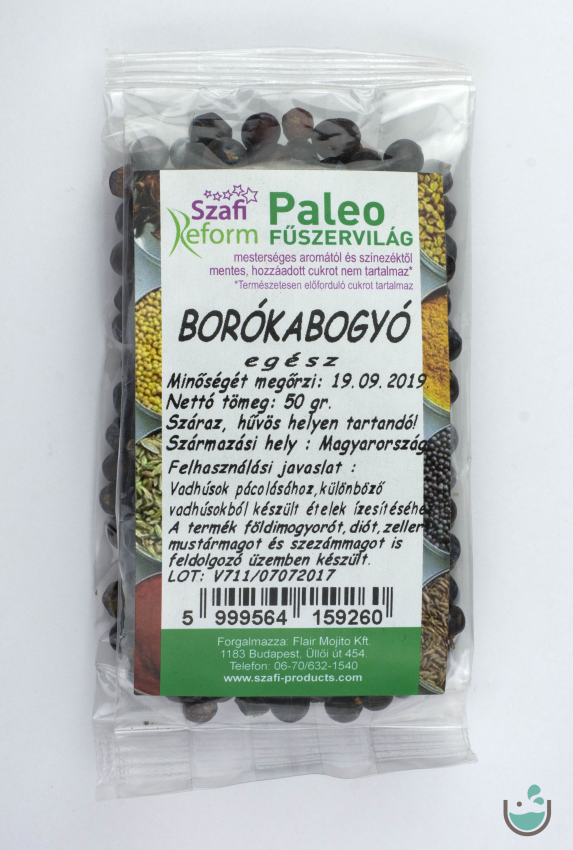 Szafi
Reform
Paleo
FŰSZERVILÁG
mesterséges aromától és színezéktől
mentes, hozzáadott cukrot nem tartalmaz*
*Természetesen előforduló cukrot tartalmaz
BORÓKABOGYÓ
egész
Minőségét megőrzi: 19.09.2019.
Nettó tömeg: 50 gr.
Száraz, hűvös helyen tartandó!
Származási hely : Magyarország
Felhasználási javaslat :
Vadhúsok pácolásához,különböző
vadhúsokból készült ételek ízesítéséhe
A termék földimogyorót,diót,zeller
mustármagot és szezámmagot is
feldolgozó üzemben készült.
LOT: V711/07072017
5 999564 159260
Forgalmazza: Flair Mojito Kft.
1183 Budapest, Üllői út 454.
Telefon: 06-70/632-1540
www.szafi-products.com